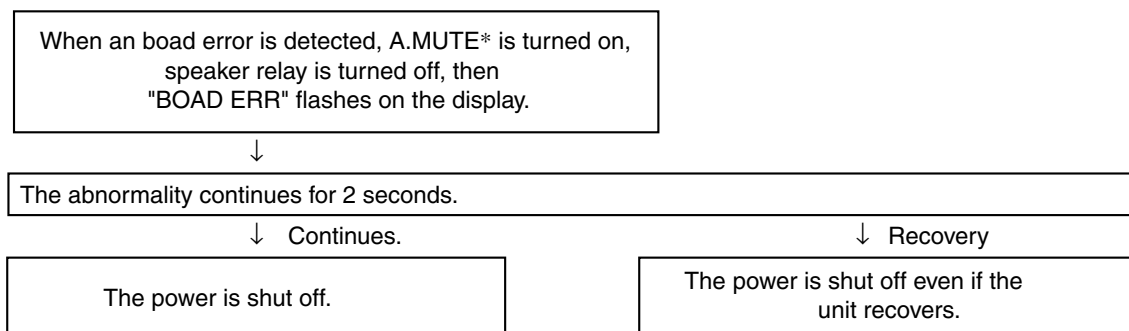 When an boad error is detected, A.MUTE* is turned on,
speaker relay is turned off, then
"BOAD ERR" flashes on the display.
↓
The abnormality continues for 2 seconds.
↓ Continues.
↓ Recovery
The power is shut off.
The power is shut off even if the
unit recovers.